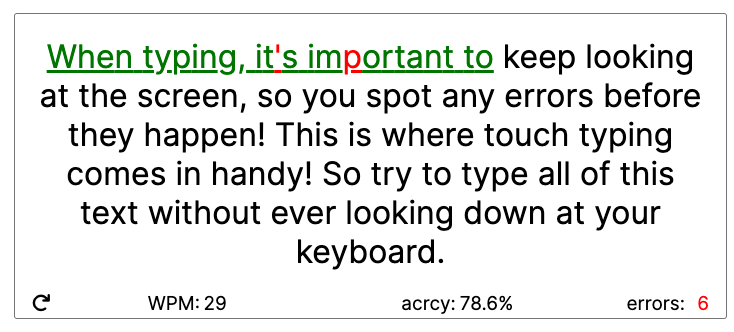 When typing, it's important to keep looking
at the screen, so you spot any errors before
they happen! This is where touch typing
comes in handy! So try to type all of this
text without ever looking down at your
keyboard.
WPM: 29 acrcy: 78.6% errors: 6